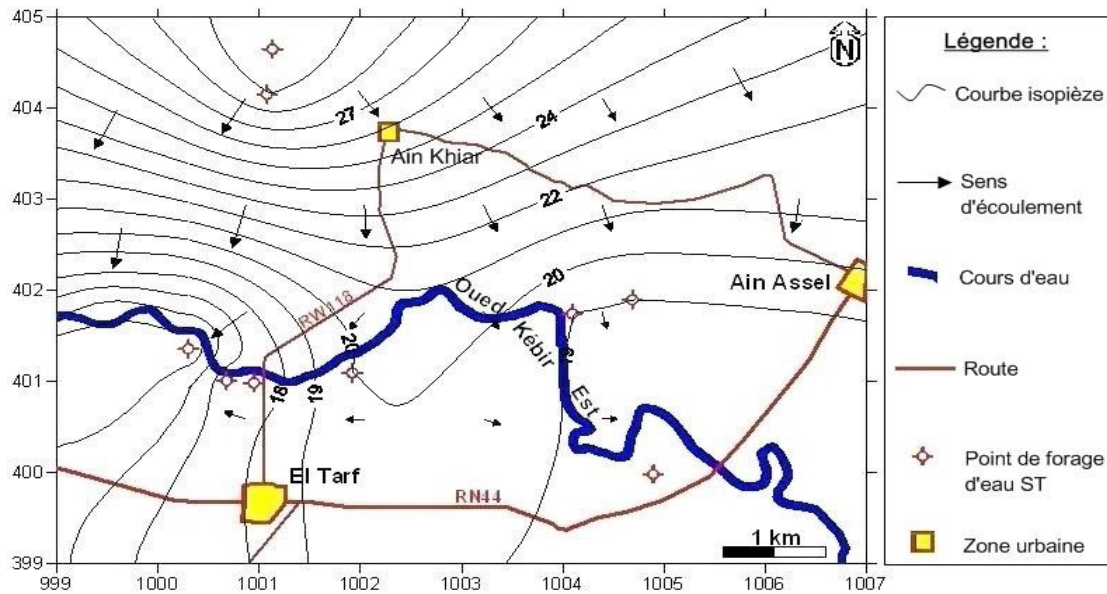 405
404
403
402
401
400
399
999
1000
1001
1002
1003
1004
1005
1006
1007
N
27
24
22
20
20
19
19
18
Ain Khiar
Ain Assel
El Tarf
RW118
RN44
Oued Kébir Est
1 km
Légende :
Courbe isopièze
Sens
d'écoulement
Cours d'eau
Route
Point de forage
d'eau ST
Zone urbaine